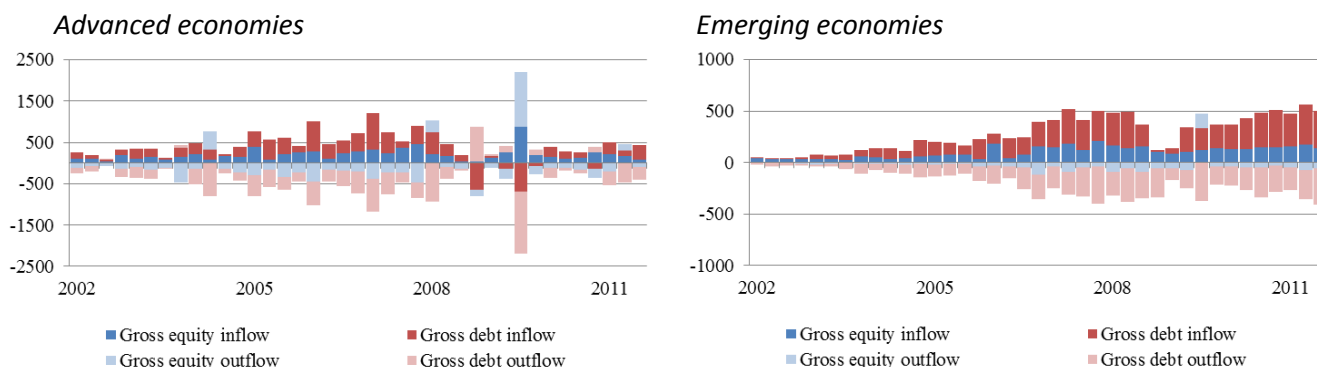 Advanced economies
2500
1500
500
-500
-1500
-2500
2002 2005 2008 2011
Gross equity inflow Gross debt inflow
Gross equity outflow Gross debt outflow
Emerging economies
1000
500
0
-500
-1000
2002 2005 2008 2011
Gross equity inflow Gross debt inflow
Gross equity outflow Gross debt outflow